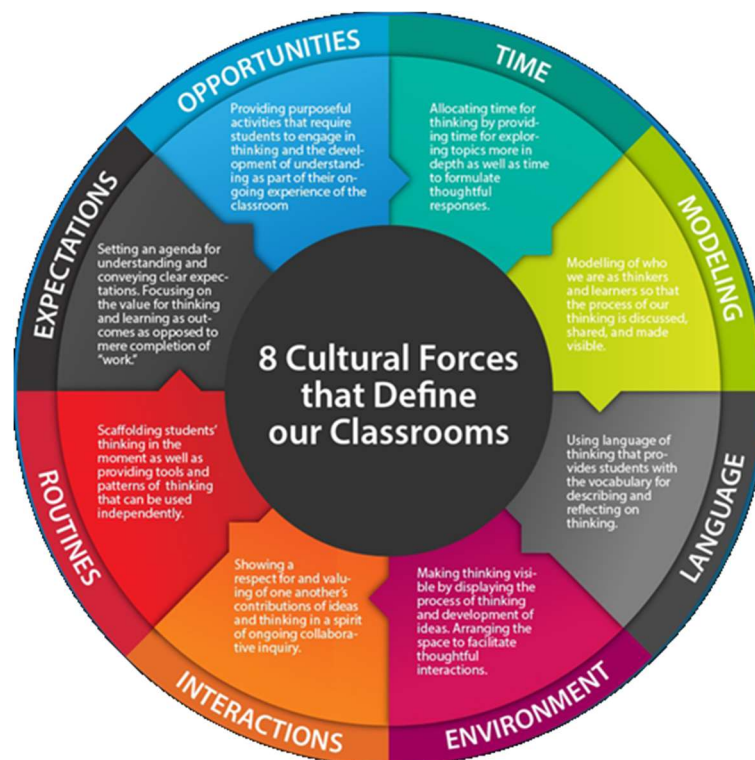 8 Cultural Forces
that Define
our Classrooms
OPPORTUNITIES
Providing purposeful
activities that require
students to engage in
thinking and the devel-
opment of understand-
ing as part of their on-
going experience of the
classroom
TIME
Allocating time for
thinking by provid-
ing time for explor-
ing topics more in
depth as well as time
to formulate
thoughtful
responses.
MODELING
Modelling of who
we are as thinkers
and learners so that
the process of our
thinking is discussed,
shared, and made
visible.
LANGUAGE
Using language of
thinking that pro-
vides students with
the vocabulary for
describing and
reflecting on
thinking.
ENVIRONMENT
Making thinking visi-
ble by displaying the
process of thinking
and development of
ideas. Arranging the
space to facilitate
thoughtful
interactions.
INTERACTIONS
Showing a
respect for and valu-
ing of one another's
contributions of ideas
and thinking in a spirit
of ongoing collabora-
tive inquiry.
ROUTINES
Scaffolding students'
thinking in the
moment as well as
providing tools and
patterns of thinking
that can be used
independently.
EXPECTATIONS
Setting an agenda for
understanding and
conveying clear expec-
tations. Focusing on
the value for thinking
and learning as out-
comes as opposed to
mere completion of
"work."